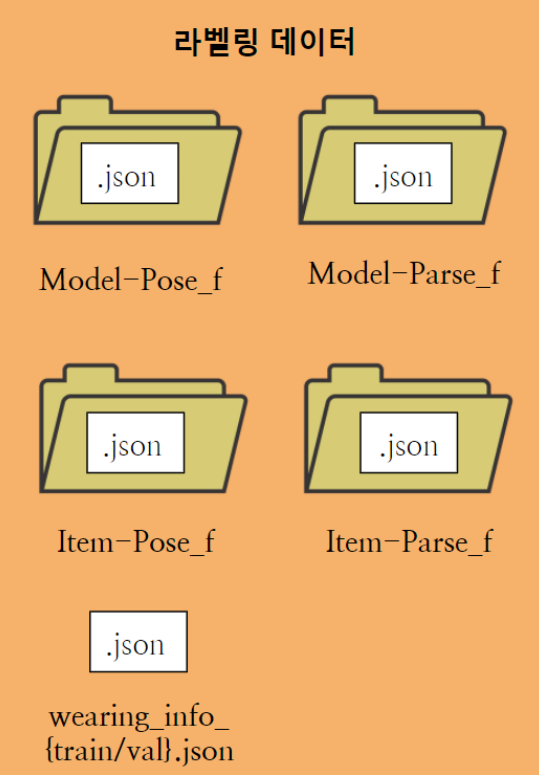 라벨링 데이터
.json
.json
Model-Pose_f
Model-Parse_f
.json
.json
Item-Pose_f
Item-Parse_f
.json
wearing_info_
{train/val}.json